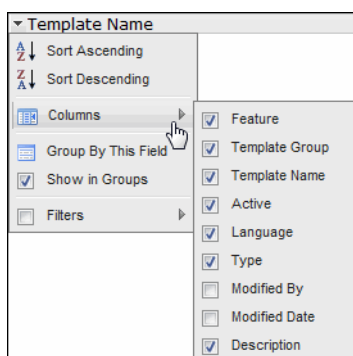 Template Name
Sort Ascending
Sort Descending
Columns
Group By This Field
Show in Groups
Filters
Feature
Template Group
Template Name
Active
Language
Type
Modified By
Modified Date
Description